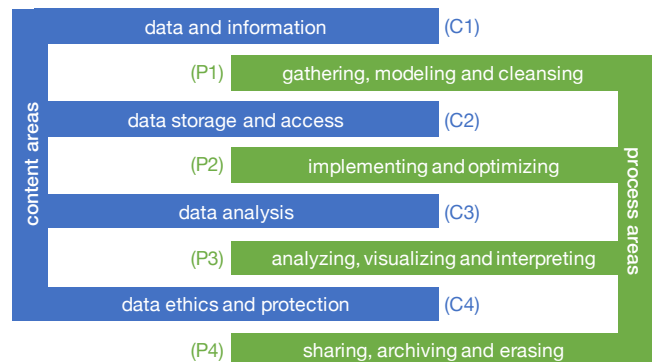 data and information (C1)
(P1) gathering, modeling and cleansing
data storage and access (C2)
(P2) implementing and optimizing
data analysis (C3)
(P3) analyzing, visualizing and interpreting
data ethics and protection (C4)
(P4) sharing, archiving and erasing
content areas
process areas